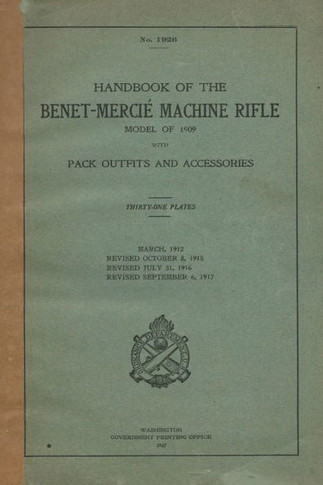 No. 1926
HANDBOOK OF THE
BENET-MERCIÉ MACHINE RIFLE
MODEL OF 1909
WITH
PACK OUTFITS AND ACCESSORIES
THIRTY-ONE PLATES
MARCH, 1912
REVISED OCTOBER 8, 1915
REVISED JULY 31, 1916
REVISED SEPTEMBER 6, 1917
ORDNANCE DEPARTMENT U.S.A.
WASHINGTON
GOVERNMENT PRINTING OFFICE
1917